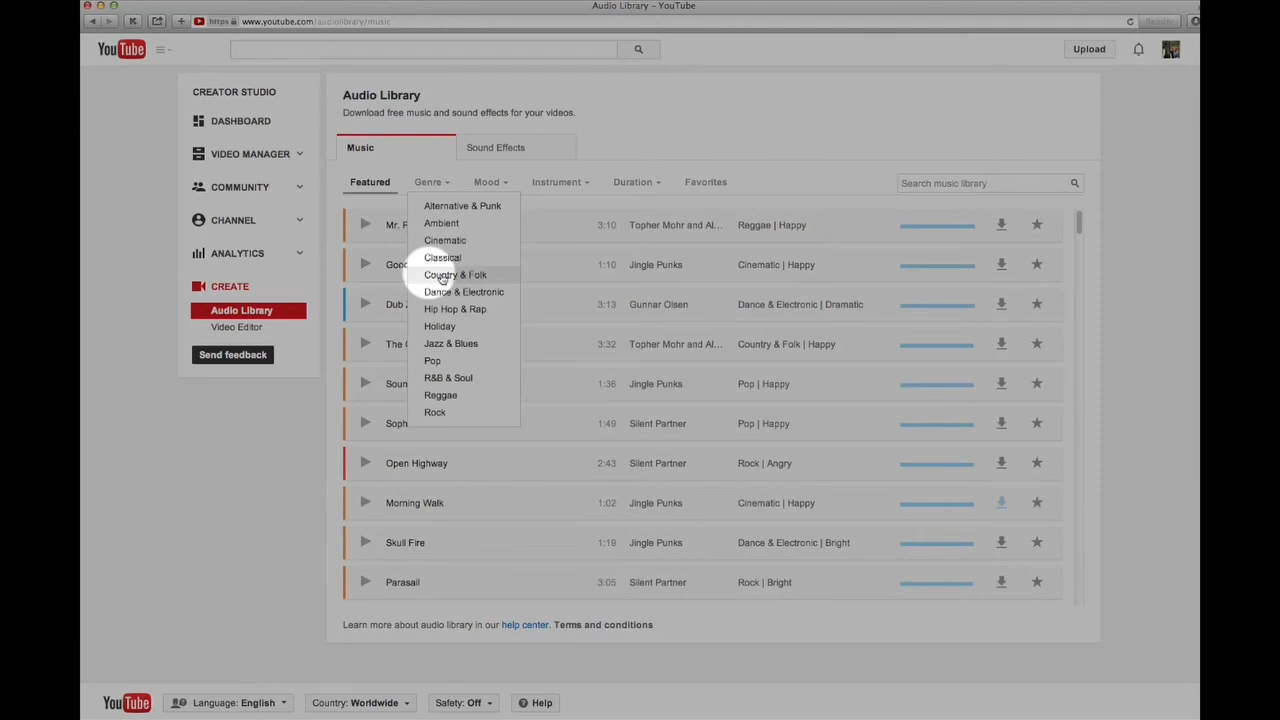 Audio Library – YouTube
https www.youtube.com/audiolibrary/music
Reader
YouTube
Upload
CREATOR STUDIO
DASHBOARD
VIDEO MANAGER
COMMUNITY
CHANNEL
ANALYTICS
CREATE
Audio Library
Video Editor
Send feedback
Audio Library
Download free music and sound effects for your videos.
Music
Sound Effects
Featured Genre Mood Instrument Duration Favorites
Search music library
Alternative & Punk
Ambient
Cinematic
Classical
Country & Folk
Dance & Electronic
Hip Hop & Rap
Holiday
Jazz & Blues
Pop
R&B & Soul
Reggae
Rock
Mr. 3:10 Topher Mohr and Al... Reggae | Happy
1:10 Jingle Punks Cinematic | Happy
Dub 3:13 Gunnar Olsen Dance & Electronic | Dramatic
The 3:32 Topher Mohr and Al... Country & Folk | Happy
1:36 Jingle Punks Pop | Happy
1:49 Silent Partner Pop | Happy
Open Highway 2:43 Silent Partner Rock | Angry
Morning Walk 1:02 Jingle Punks Cinematic | Happy
Skull Fire 1:19 Jingle Punks Dance & Electronic | Bright
Parasail 3:05 Silent Partner Rock | Bright
Learn more about audio library in our help center. Terms and conditions
YouTube
Language: English
Country: Worldwide
Safety: Off
Help